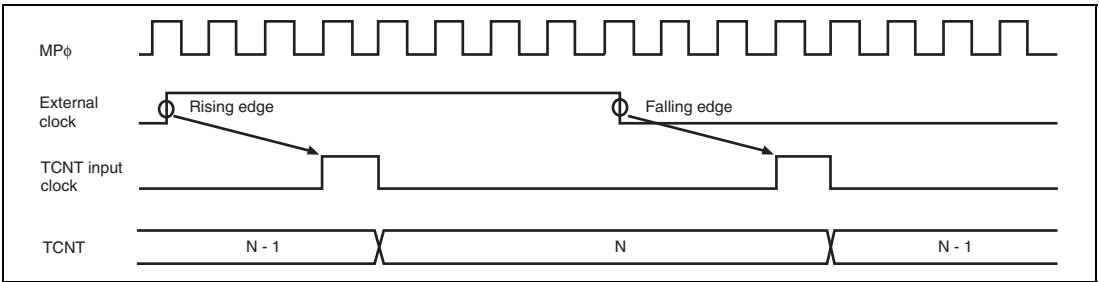 MPϕ
External
clock
Rising edge
Falling edge
TCNT input
clock
TCNT
N - 1
N
N - 1